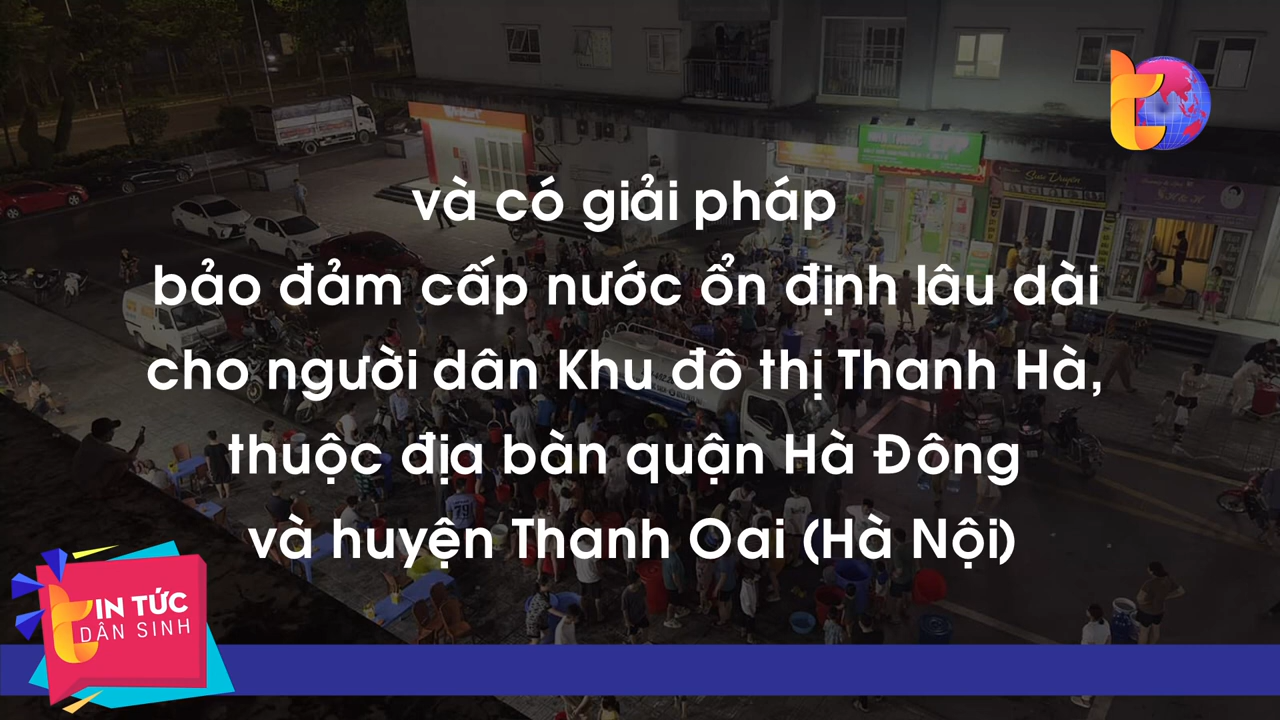 và có giải pháp
bảo đảm cấp nước ổn định lâu dài
cho người dân Khu đô thị Thanh Hà,
thuộc địa bàn quận Hà Đông
và huyện Thanh Oai (Hà Nội)
tIN TỨC
DÂN SINH